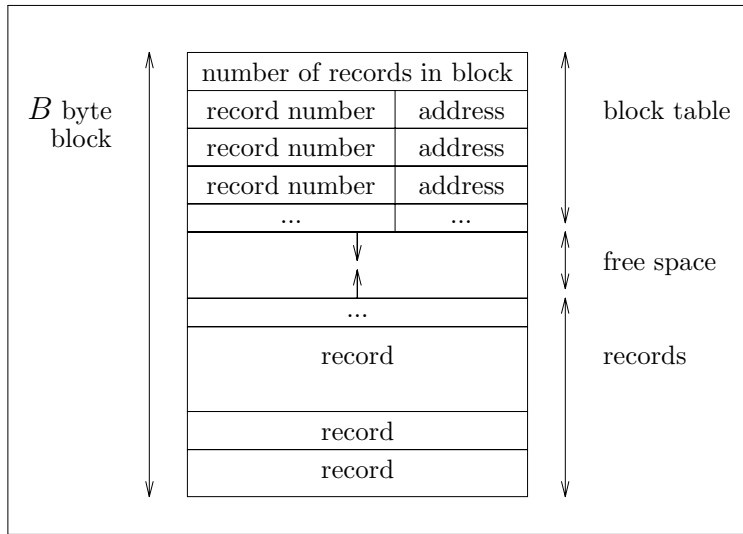 number of records in block
B byte
block
record number address
record number address
record number address
... ...
block table
free space
...
record
records
record
record